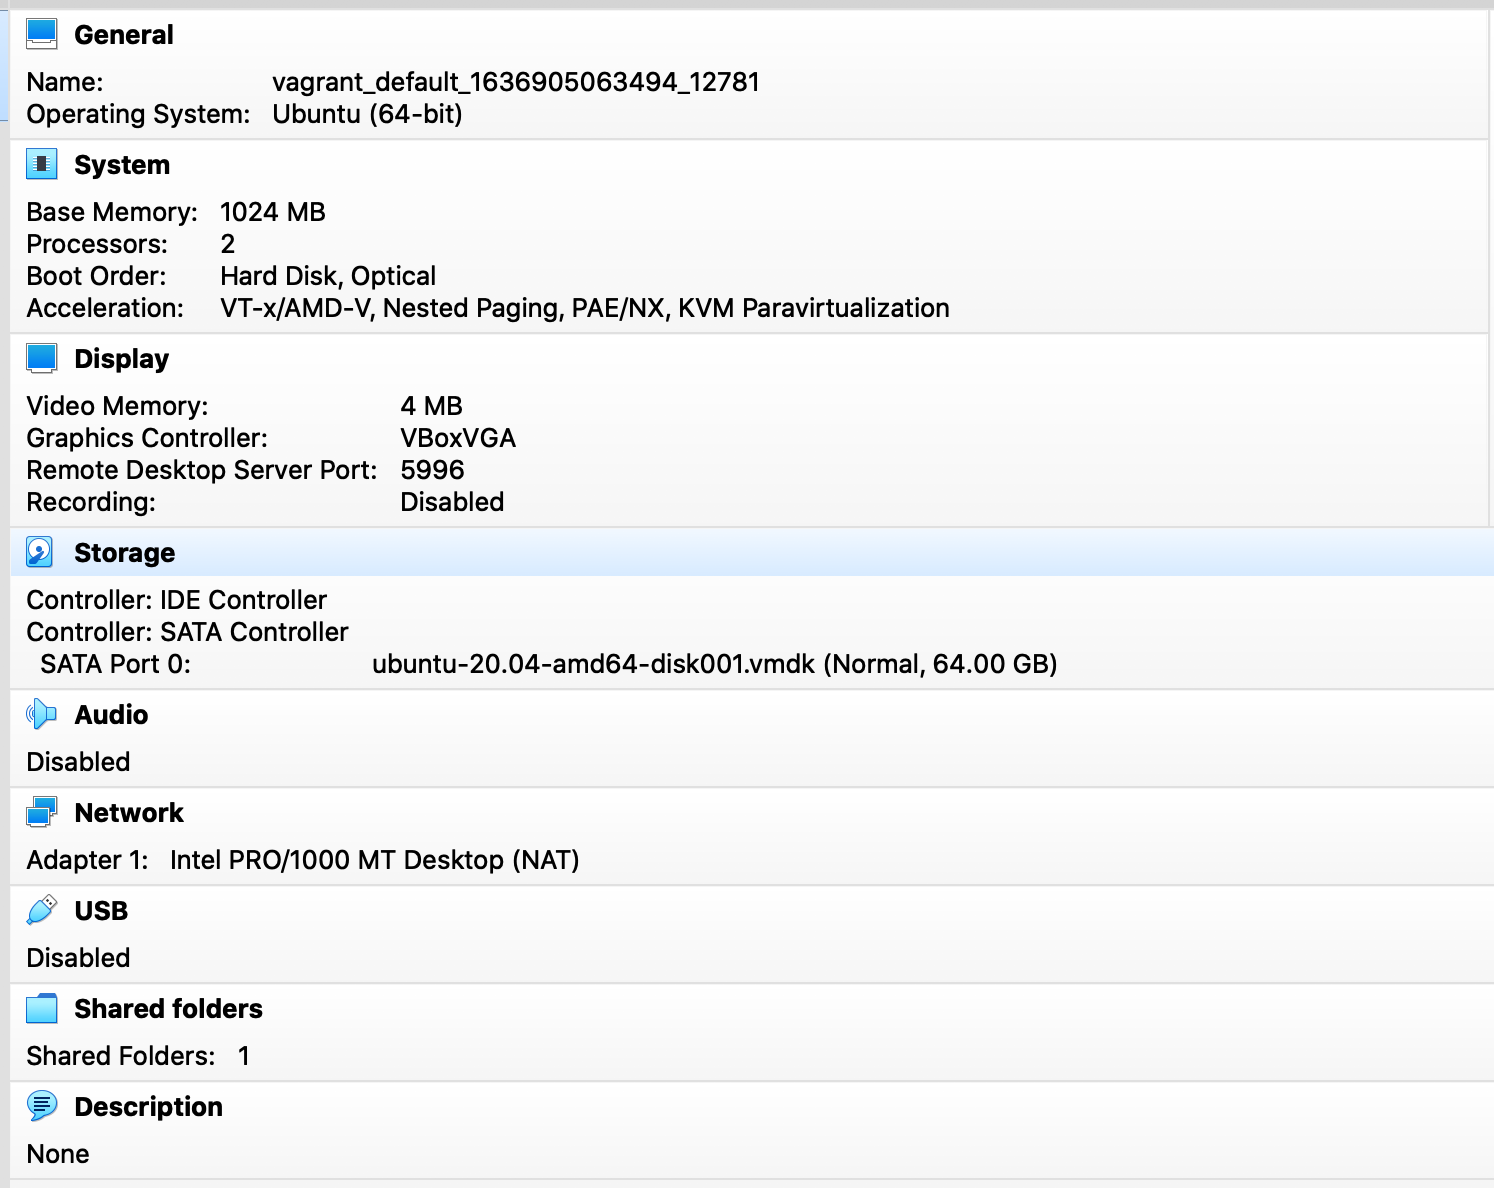 General
Name: vagrant_default_1636905063494_12781
Operating System: Ubuntu (64-bit)
System
Base Memory: 1024 MB
Processors: 2
Boot Order: Hard Disk, Optical
Acceleration: VT-x/AMD-V, Nested Paging, PAE/NX, KVM Paravirtualization
Display
Video Memory: 4 MB
Graphics Controller: VBoxVGA
Remote Desktop Server Port: 5996
Recording: Disabled
Storage
Controller: IDE Controller
Controller: SATA Controller
SATA Port 0: ubuntu-20.04-amd64-disk001.vmdk (Normal, 64.00 GB)
Audio
Disabled
Network
Adapter 1: Intel PRO/1000 MT Desktop (NAT)
USB
Disabled
Shared folders
Shared Folders: 1
Description
None